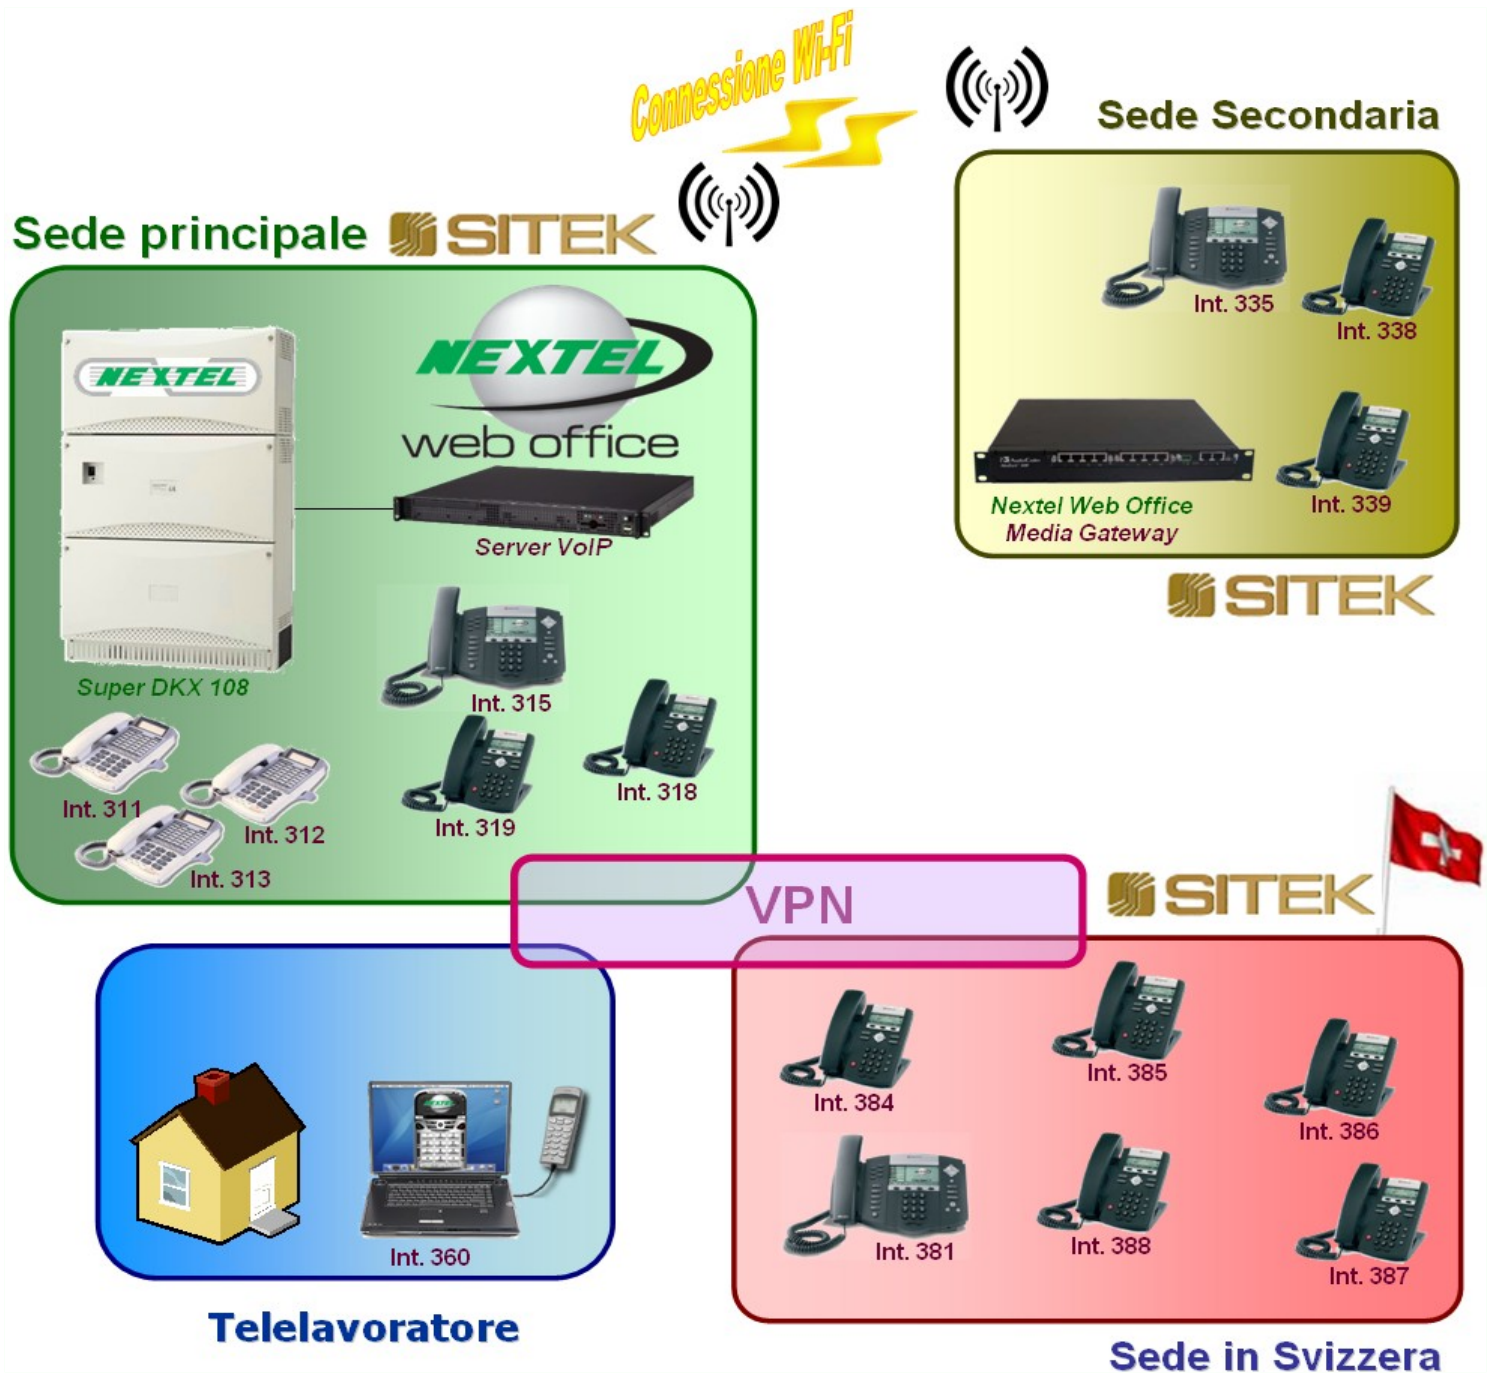 Connessione Wi-Fi
Sede Secondaria
Sede principale SITEK
Int. 335
Int. 338
NEXTEL
NEXTEL
web office
Server VoIP
Nextel Web Office
Media Gateway
Int. 339
SITEK
Super DKX 108
Int. 315
Int. 318
Int. 311
Int. 319
Int. 312
Int. 313
VPN
SITEK
NEXTEL
Int. 384
Int. 385
Int. 386
Int. 360
Int. 381
Int. 388
Int. 387
Telelavoratore
Sede in Svizzera